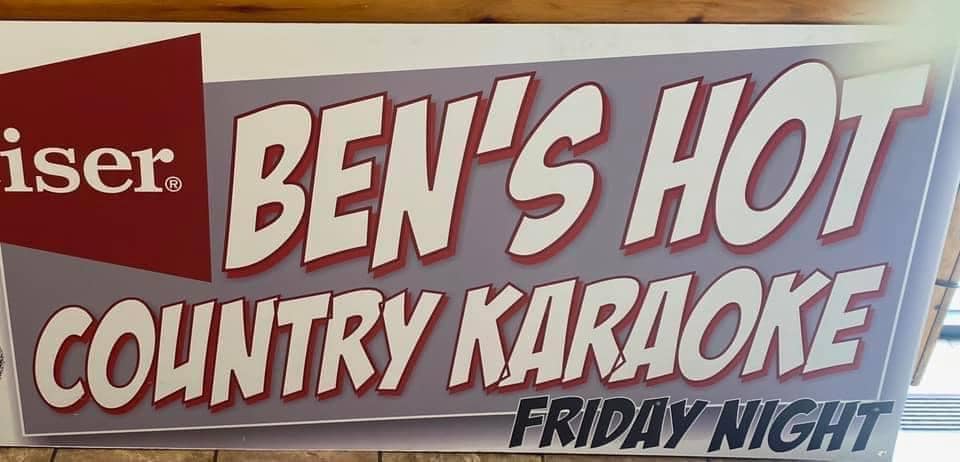 iser®
BEN'S HOT
COUNTRY KARAOKE
FRIDAY NIGHT